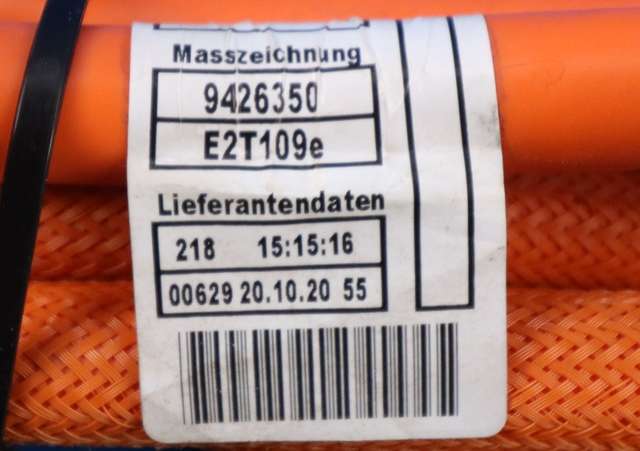 Masszeichnung
9426350
E2T109e
Lieferantendaten
218 15:15:16
00629 20.10.20 55